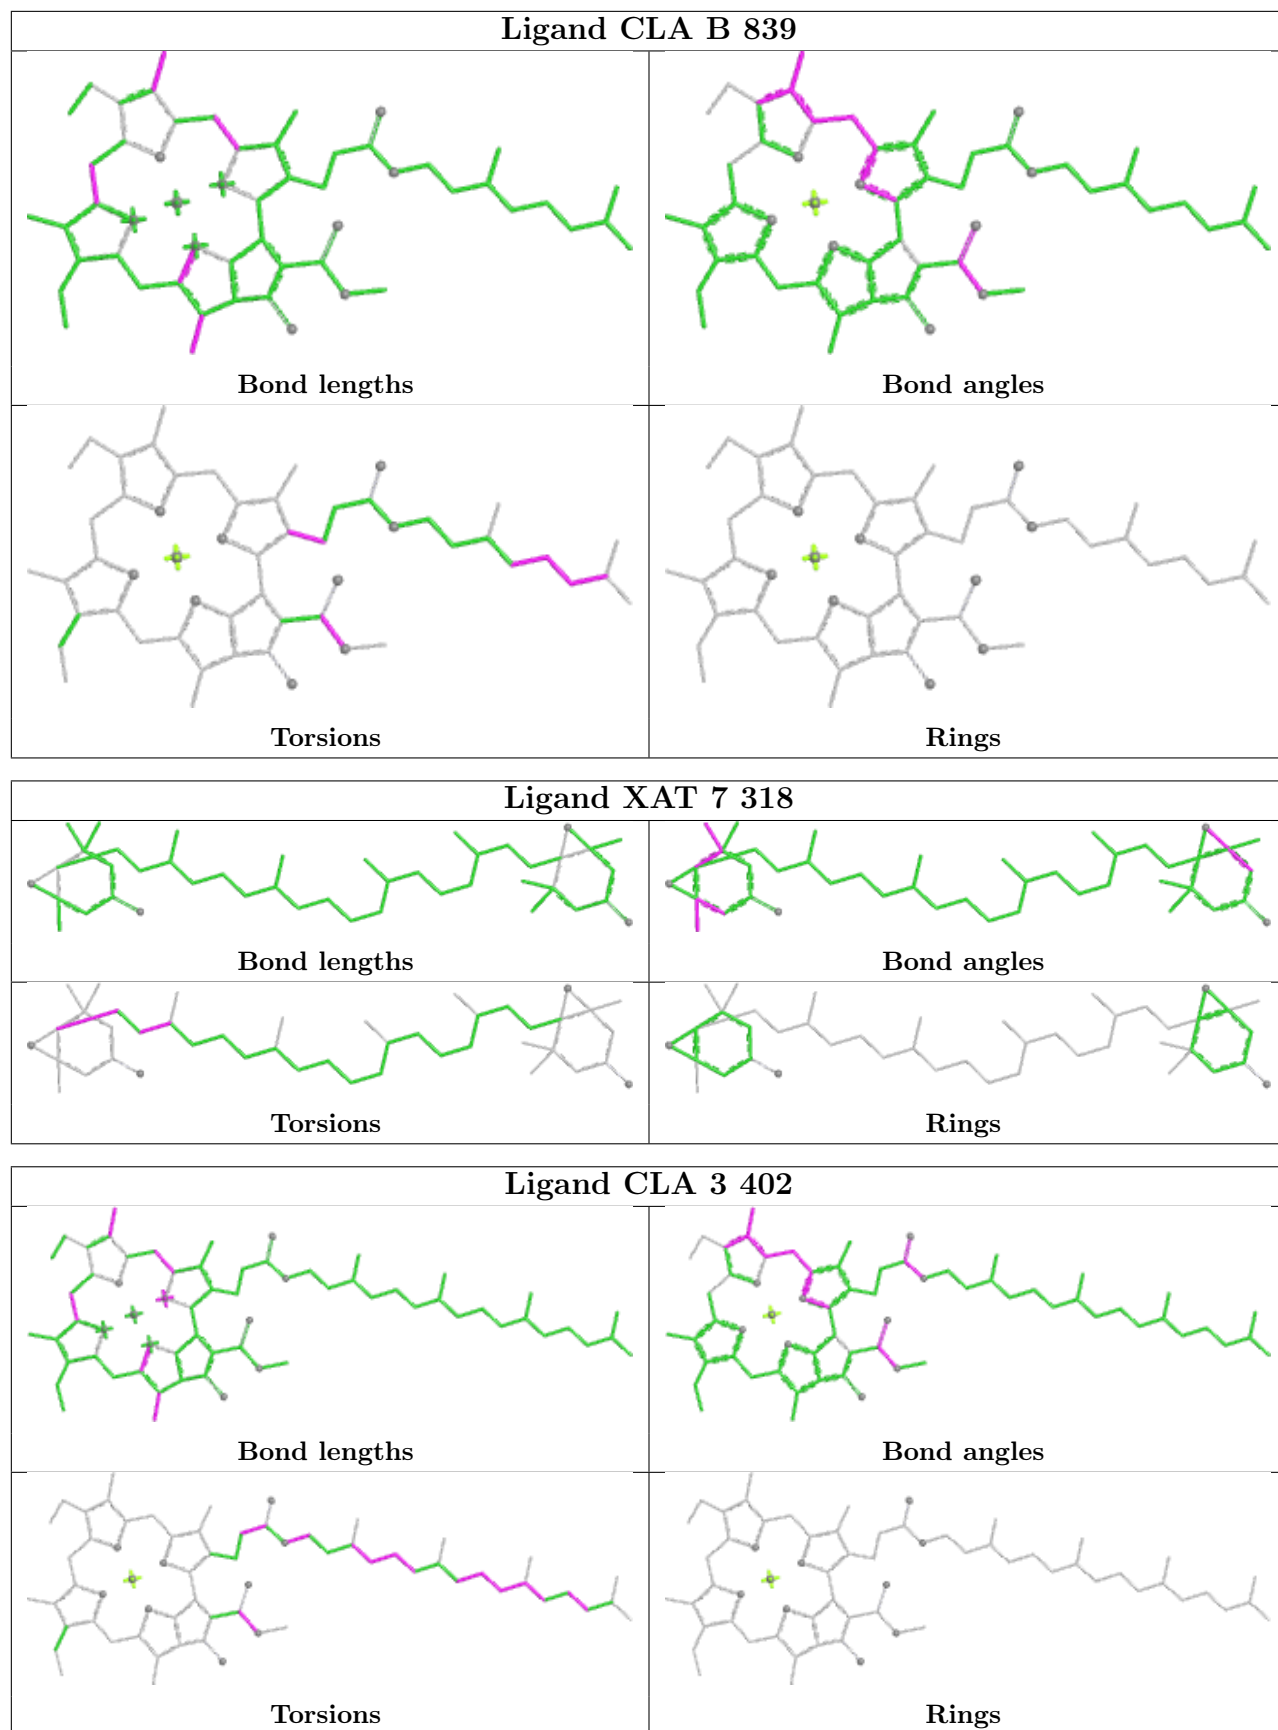 Ligand CLA B 839
Bond lengths
Bond angles
Torsions
Rings
Ligand XAT 7 318
Bond lengths
Bond angles
Torsions
Rings
Ligand CLA 3 402
Bond lengths
Bond angles
Torsions
Rings